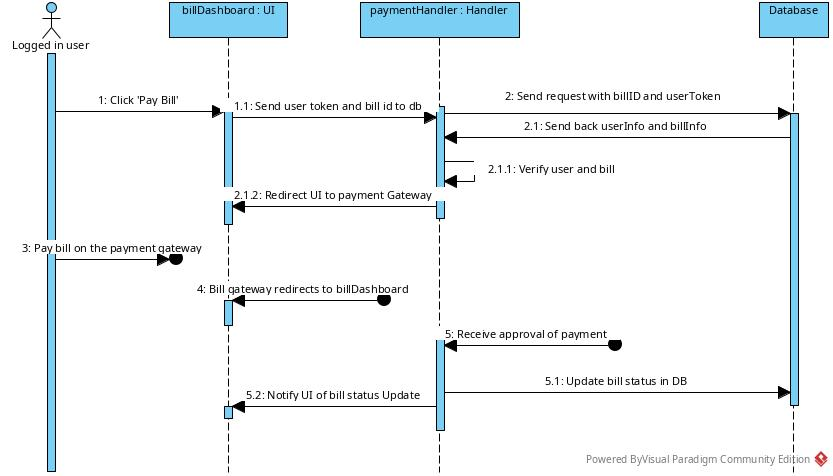 billDashboard : UI
paymentHandler : Handler
Database
Logged in user
1: Click 'Pay Bill'
1.1: Send user token and bill id to db
2: Send request with billID and userToken
2.1: Send back userInfo and billInfo
2.1.1: Verify user and bill
2.1.2: Redirect UI to payment Gateway
3: Pay bill on the payment gateway
4: Bill gateway redirects to billDashboard
5: Receive approval of payment
5.1: Update bill status in DB
5.2: Notify UI of bill status Update
Powered ByVisual Paradigm Community Edition